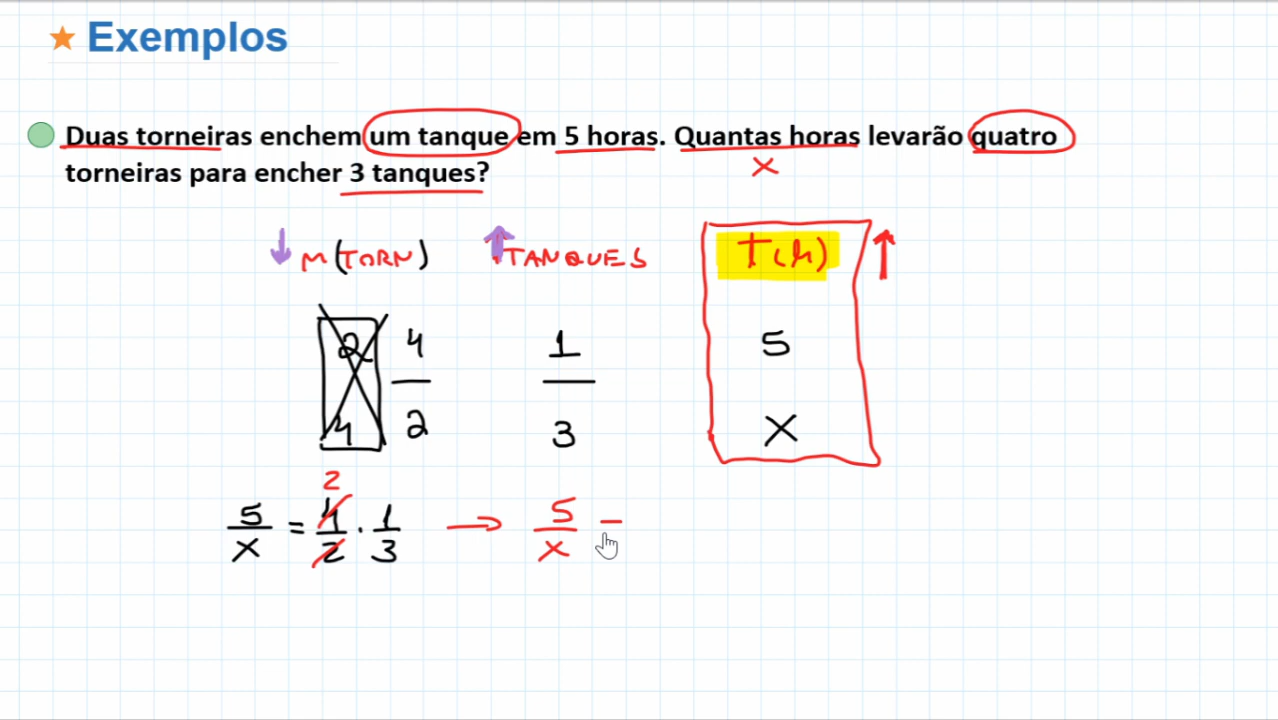 Exemplos
Duas torneiras enchem um tanque em 5 horas. Quantas horas levarão quatro
torneiras para encher 3 tanques?
x
↓ M(TORN) ↑ TANQUES T(h) ↑
2 4 1 5
4 2 3 X
2
5/x = 4/2 . 1/3 → 5/x –